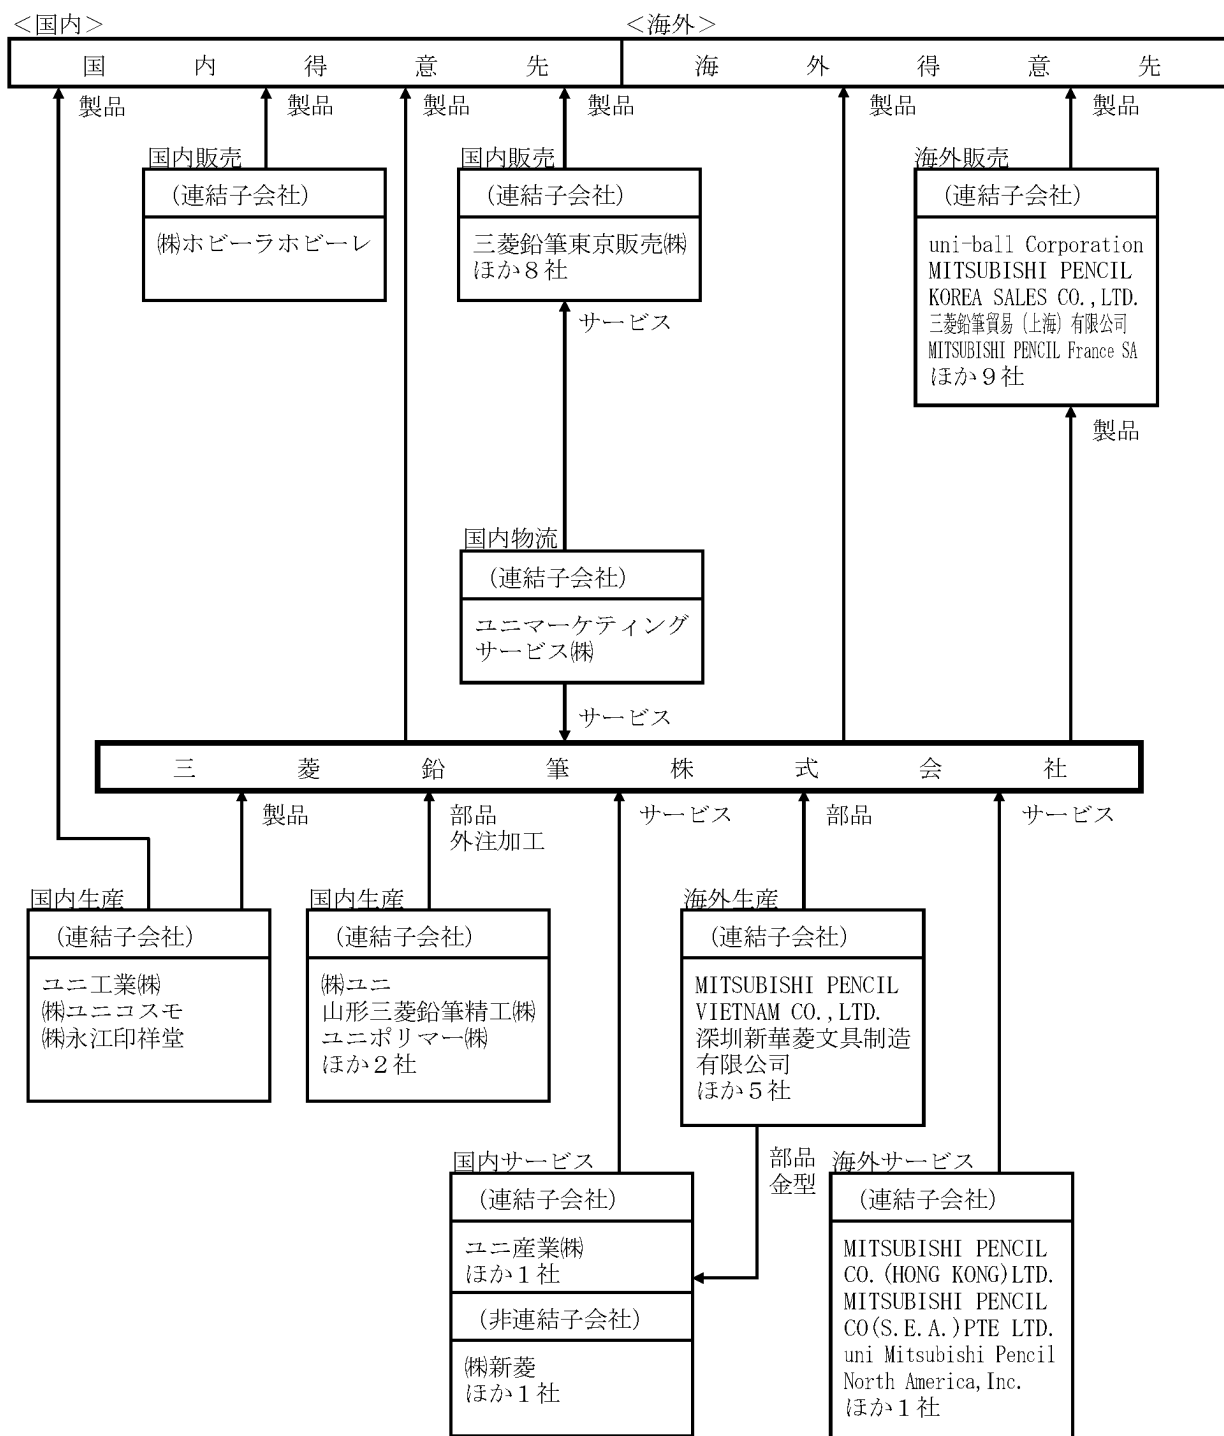 ＜国内＞
＜海外＞
国内得意先
海外得意先
製品
製品
製品
製品
製品
製品
国内販売
(連結子会社)
㈱ホビーラホビーレ
国内販売
(連結子会社)
三菱鉛筆東京販売㈱
ほか８社
海外販売
(連結子会社)
uni-ball Corporation
MITSUBISHI PENCIL
KOREA SALES CO.,LTD.
三菱鉛筆貿易（上海）有限公司
MITSUBISHI PENCIL France SA
ほか９社
サービス
製品
国内物流
(連結子会社)
ユニマーケティング
サービス㈱
サービス
三菱鉛筆株式会社
製品
部品
外注加工
サービス
部品
サービス
国内生産
(連結子会社)
ユニ工業㈱
㈱ユニコスモ
㈱永江印祥堂
国内生産
(連結子会社)
㈱ユニ
山形三菱鉛筆精工㈱
ユニポリマー㈱
ほか２社
海外生産
(連結子会社)
MITSUBISHI PENCIL
VIETNAM CO.,LTD.
深圳新華菱文具制造
有限公司
ほか５社
部品
金型
国内サービス
(連結子会社)
ユニ産業㈱
ほか１社
(非連結子会社)
㈱新菱
ほか１社
海外サービス
(連結子会社)
MITSUBISHI PENCIL
CO.(HONG KONG)LTD.
MITSUBISHI PENCIL
CO(S.E.A.)PTE LTD.
uni Mitsubishi Pencil
North America,Inc.
ほか１社